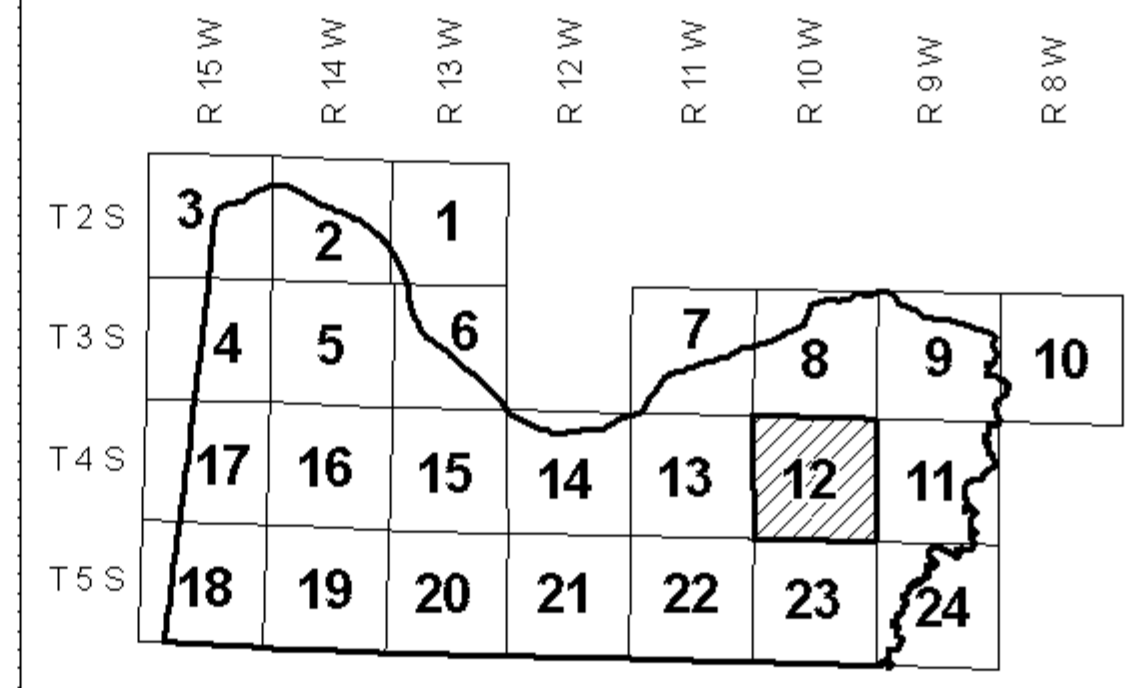 R 15 W R 14 W R 13 W R 12 W R 11 W R 10 W R 9 W R 8 W
T 2 S 3 2 1
T 3 S 4 5 6 7 8 9 10
T 4 S 17 16 15 14 13 12 11
T 5 S 18 19 20 21 22 23 24